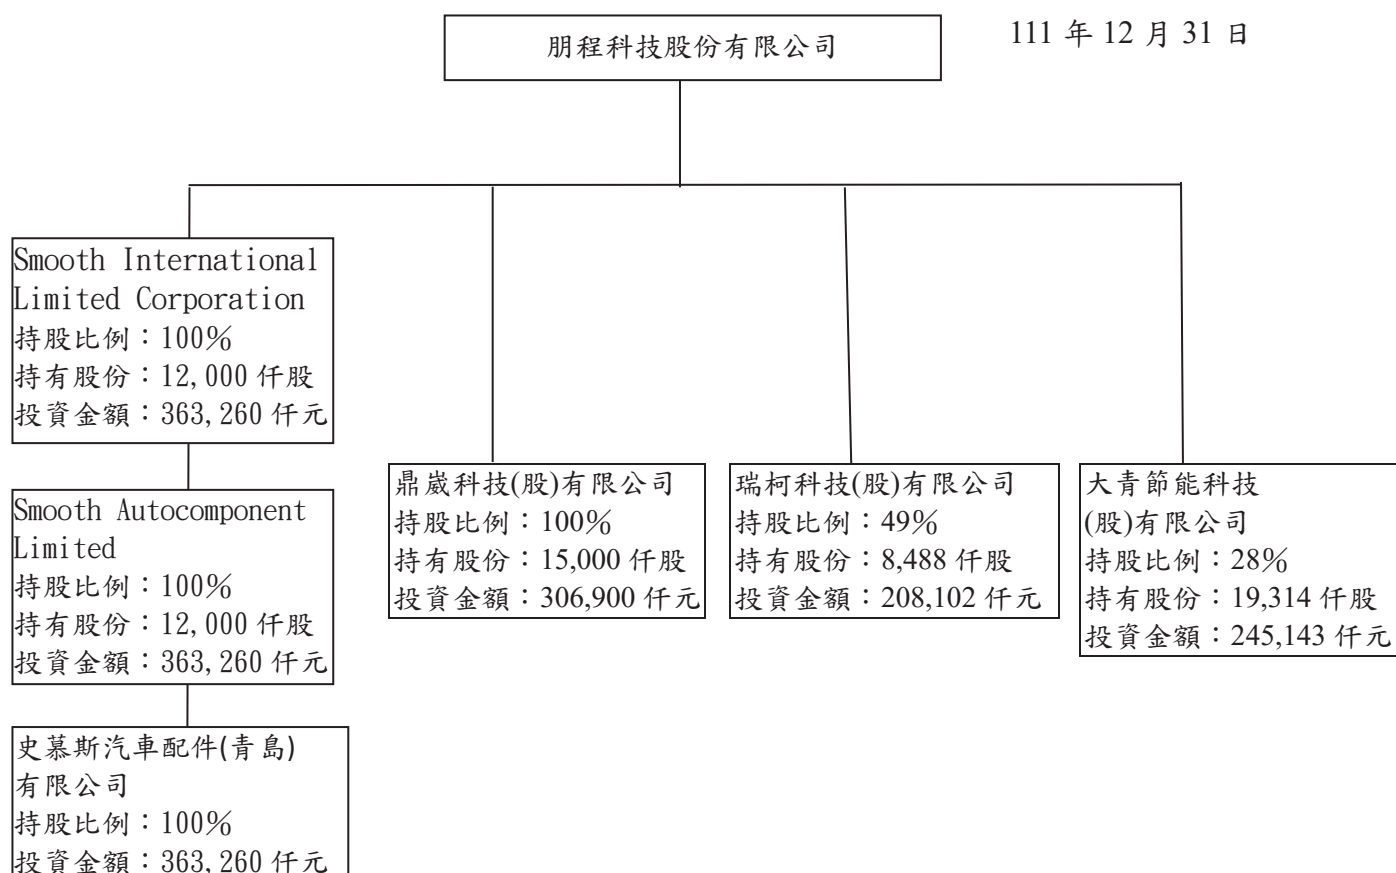 朋程科技股份有限公司
111 年 12 月 31 日
Smooth International
Limited Corporation
持股比例：100%
持有股份：12,000 仟股
投資金額：363,260 仟元
Smooth Autocomponent
Limited
持股比例：100%
持有股份：12,000 仟股
投資金額：363,260 仟元
史慕斯汽車配件(青島)
有限公司
持股比例：100%
投資金額：363,260 仟元
鼎崴科技(股)有限公司
持股比例：100%
持有股份：15,000 仟股
投資金額：306,900 仟元
瑞柯科技(股)有限公司
持股比例：49%
持有股份：8,488 仟股
投資金額：208,102 仟元
大青節能科技
(股)有限公司
持股比例：28%
持有股份：19,314 仟股
投資金額：245,143 仟元